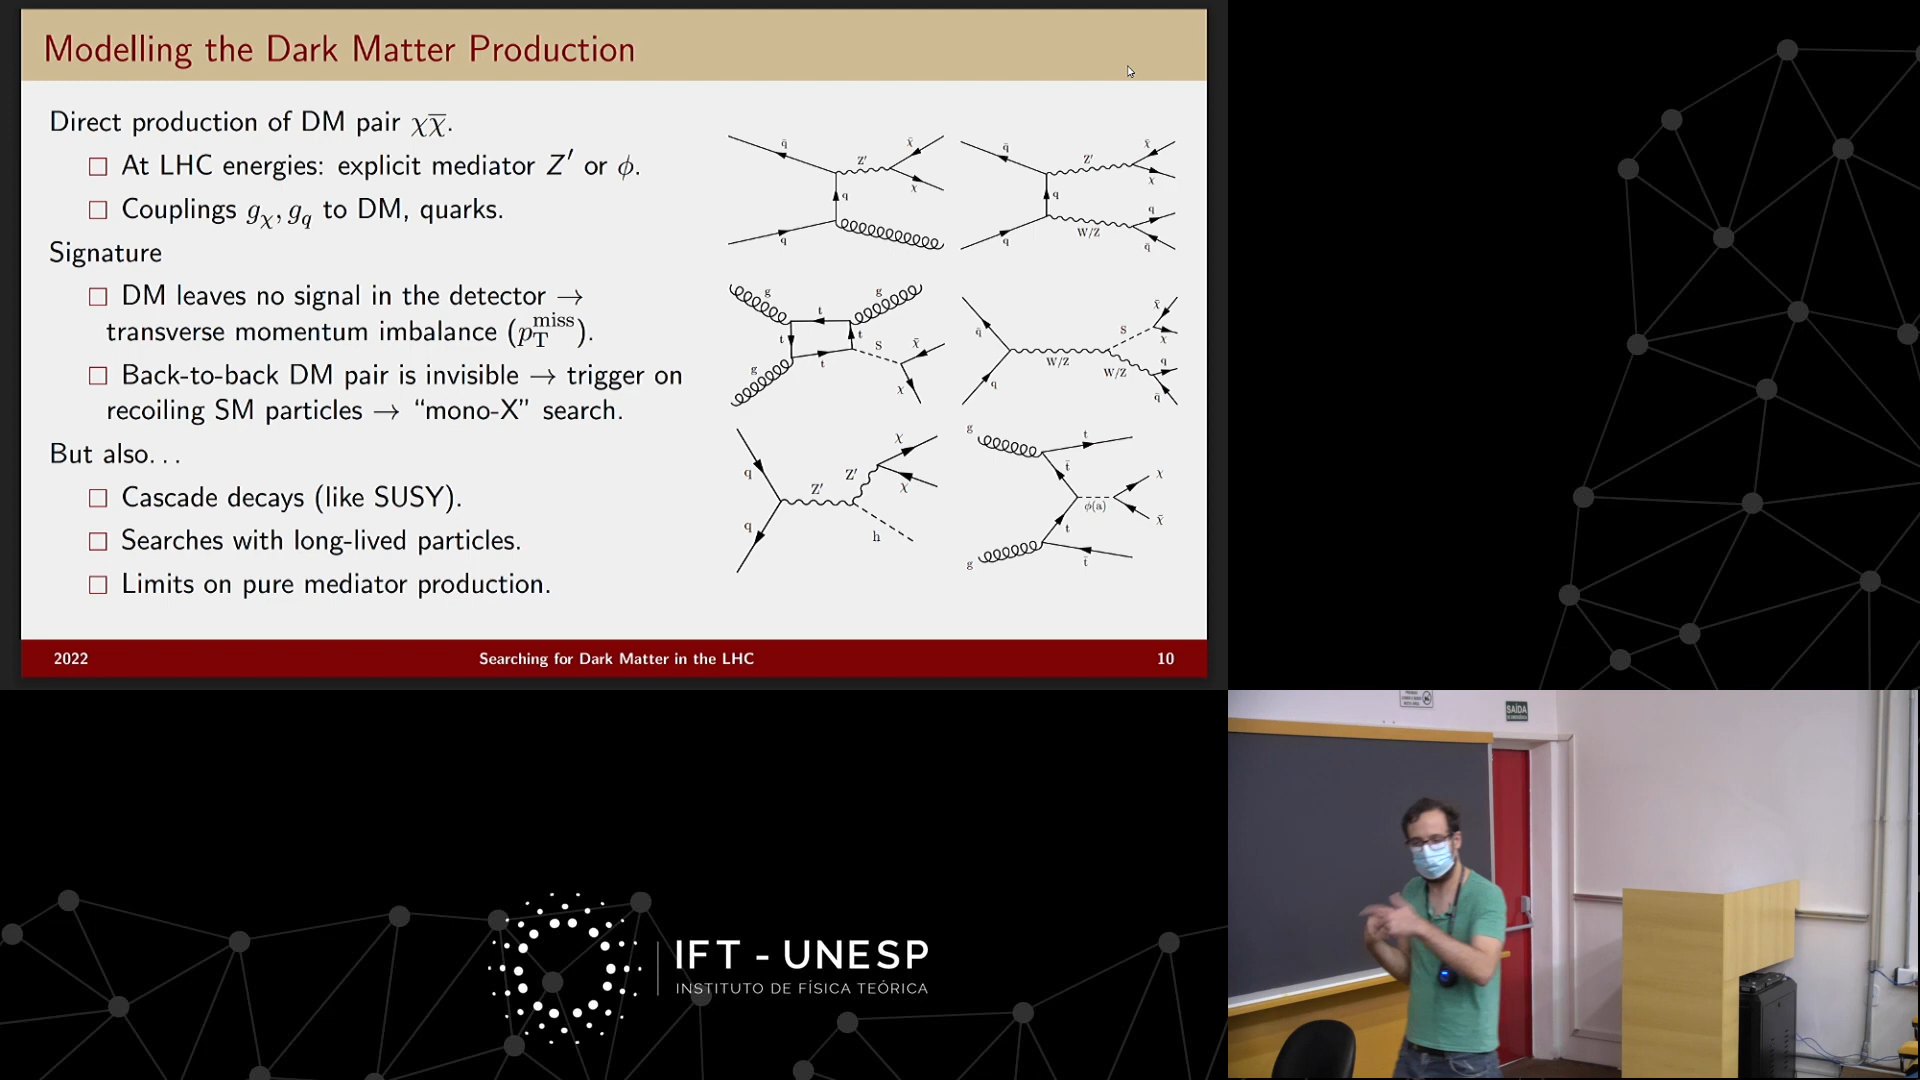 Modelling the Dark Matter Production
Direct production of DM pair χχ̅.
□ At LHC energies: explicit mediator Z′ or ϕ.
□ Couplings g_χ, g_q to DM, quarks.
Signature
□ DM leaves no signal in the detector →
transverse momentum imbalance (p_T^miss).
□ Back-to-back DM pair is invisible → trigger on
recoiling SM particles → “mono-X” search.
But also...
□ Cascade decays (like SUSY).
□ Searches with long-lived particles.
□ Limits on pure mediator production.
q̄ Z′ χ̄ χ q q
q̄ Z′ χ̄ χ q W/Z q q̄ q
g g t t t t S χ̄ χ g
q̄ q W/Z S χ̄ χ W/Z q q̄
q q Z′ Z′ χ χ h
g t t̄ ϕ(a) χ χ̄ t g t̄
2022 Searching for Dark Matter in the LHC 10
SAÍDA
IFT - UNESP
INSTITUTO DE FÍSICA TEÓRICA